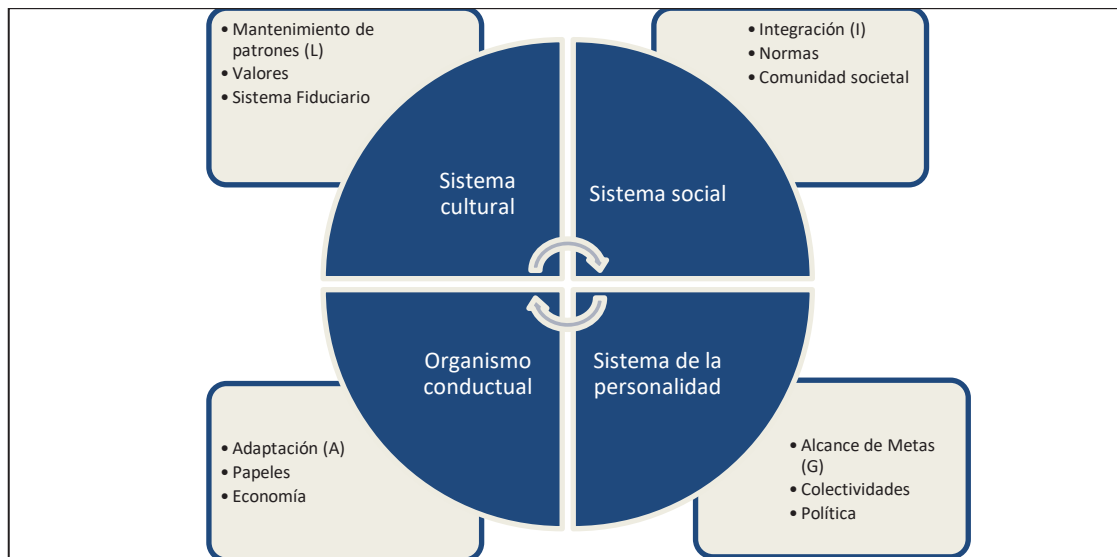 • Mantenimiento de
patrones (L)
• Valores
• Sistema Fiduciario
• Integración (I)
• Normas
• Comunidad societal
Sistema
cultural
Sistema social
Organismo
conductual
Sistema de la
personalidad
• Adaptación (A)
• Papeles
• Economía
• Alcance de Metas
(G)
• Colectividades
• Política